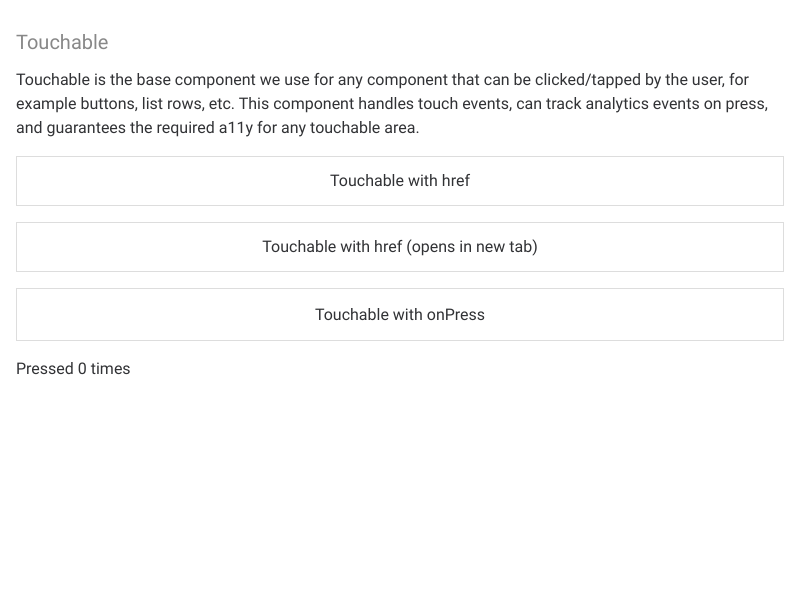 Touchable
Touchable is the base component we use for any component that can be clicked/tapped by the user, for
example buttons, list rows, etc. This component handles touch events, can track analytics events on press,
and guarantees the required a11y for any touchable area.
Touchable with href
Touchable with href (opens in new tab)
Touchable with onPress
Pressed 0 times